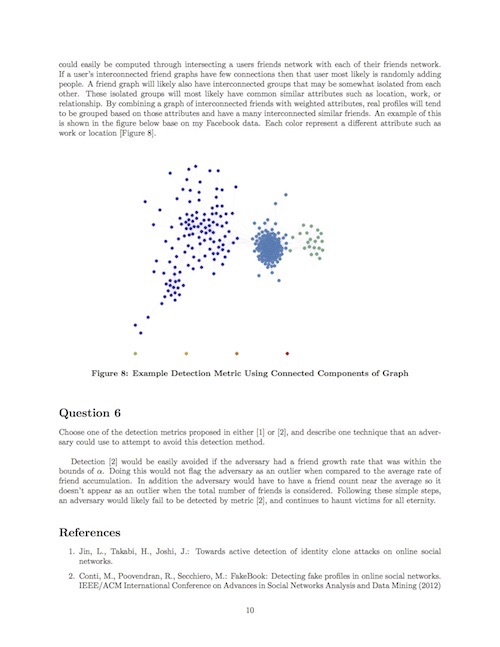 could easily be computed through intersecting a users friends network with each of their friends network.
If a user's interconnected friend graphs have few connections then that user most likely is randomly adding
people. A friend graph will likely also have interconnected groups that may be somewhat isolated from each
other. These isolated groups will most likely have common similar attributes such as location, work, or
relationship. By combining a graph of interconnected friends with weighted attributes, real profiles will tend
to be grouped based on those attributes and have a many interconnected similar friends. An example of this
is shown in the figure below base on my Facebook data. Each color represent a different attribute such as
work or location [Figure 8].
Figure 8: Example Detection Metric Using Connected Components of Graph
Question 6
Choose one of the detection metrics proposed in either [1] or [2], and describe one technique that an adver-
sary could use to attempt to avoid this detection method.
Detection [2] would be easily avoided if the adversary had a friend growth rate that was within the
bounds of α. Doing this would not flag the adversary as an outlier when compared to the average rate of
friend accumulation. In addition the adversary would have to have a friend count near the average so it
doesn't appear as an outlier when the total number of friends is considered. Following these simple steps,
an adversary would likely fail to be detected by metric [2], and continues to haunt victims for all eternity.
References
1. Jin, L., Takabi, H., Joshi, J.: Towards active detection of identity clone attacks on online social
networks.
2. Conti, M., Poovendran, R., Secchiero, M.: FakeBook: Detecting fake profiles in online social networks.
IEEE/ACM International Conference on Advances in Social Networks Analysis and Data Mining (2012)
10